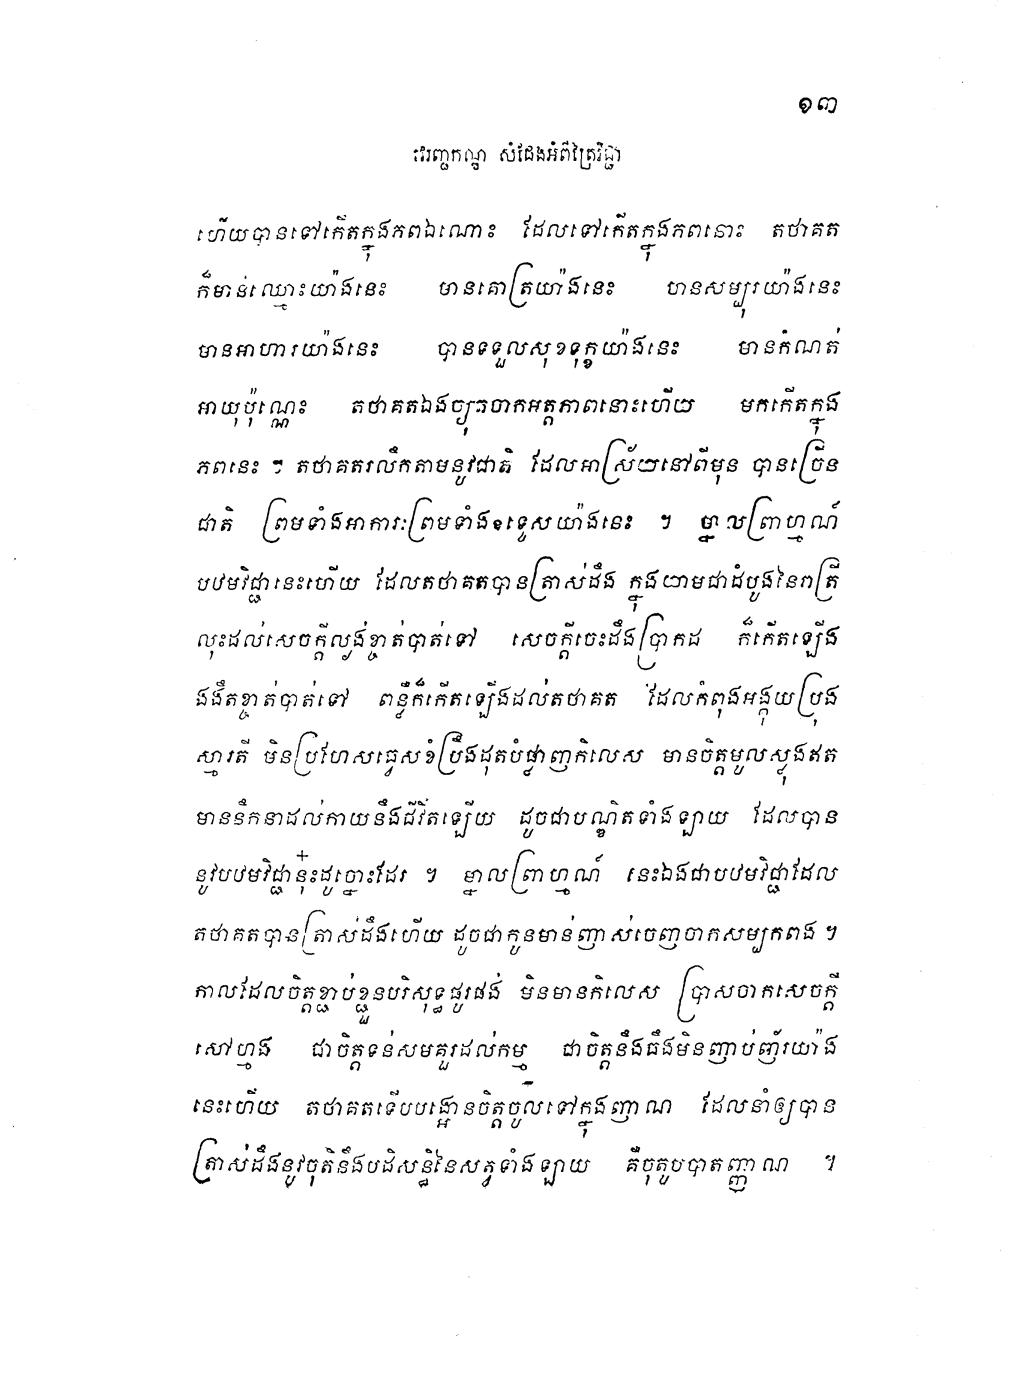 ១៣
វេរញ្ជកណ្ឌ សំដែងអំពីត្រៃវិជ្ជា
ហើយបានទៅកើតក្នុងភពឯណោះ ដែលទៅកើតក្នុងភពនោះ តថាគត
ក៏មាន់ឈ្មោះយ៉ាងនេះ មានគោត្រយ៉ាងនេះ មានសម្បុរយ៉ាងនេះ
មានអាហារយ៉ាងនេះ បានទទួលសុខទុក្ខយ៉ាងនេះ មានកំណត់
អាយុប៉ុណ្ណេះ តថាគតឯងច្យុតចាកអត្តភាពនោះហើយ មកកើតក្នុង
ភពនេះ ។ តថាគតរលឹកតាមនូវជាតិ ដែលអាស្រ័យនៅពីមុន បានច្រើន
ជាតិ ព្រមទាំងអាការៈព្រមទាំងឧទ្ទេសយ៉ាងនេះ ។ ម្នាលព្រាហ្មណ៍
បឋមវិជ្ជានេះហើយ ដែលតថាគតបានត្រាស់ដឹង ក្នុងយាមជាដំបូងនៃរាត្រី
លុះដល់សេចក្ដីល្ងង់ខ្ចាត់បាត់ទៅ សេចក្ដីចេះដឹងប្រាកដ ក៏កើតឡើង
ងងឹតខ្ចាត់បាត់ទៅ ពន្លឺក៏កើតឡើងដល់តថាគត ដែលកំពុងអង្គុយប្រុង
ស្មារតី មិនប្រហែសធ្វេសខំប្រឹងដុតបំផ្លាញកិលេស មានចិត្តមូលស្លុងឥត
មាននឹកនាដល់កាយនឹងជីវិតឡើយ ដូចជាបណ្ឌិតទាំងឡាយ ដែលបាន
នូវបឋមវិជ្ជានុ៎ះដូច្នោះដែរ ។ ម្នាលព្រាហ្មណ៍ នេះឯងជាបឋមវិជ្ជាដែល
តថាគតបានត្រាស់ដឹងហើយ ដូចជាកូនមាន់ញាស់ចេញចាកសម្បកពង ។
កាលដែលចិត្តខ្ជាប់ខ្ជួនបរិសុទ្ធផូរផង់ មិនមានកិលេស ប្រាសចាកសេចក្ដី
សៅហ្មង ជាចិត្តទន់សមគួរដល់កម្ម ជាចិត្តនឹងធឹងមិនញាប់ញ័រយ៉ាង
នេះហើយ តថាគតទើបបង្អោនចិត្តចូលទៅក្នុងញាណ ដែលនាំឲ្យបាន
ត្រាស់ដឹងនូវចុតិនឹងបដិសន្ធិនៃសត្វទាំងឡាយ គឺចុតូបបាតញ្ញាណ ។